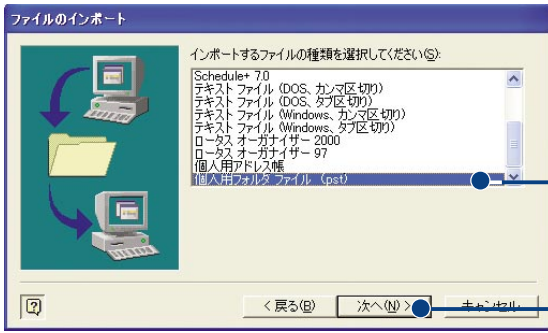 ファイルのインポート
インポートするファイルの種類を選択してください(S):
Schedule+ 7.0
テキスト ファイル (DOS、カンマ区切り)
テキスト ファイル (DOS、タブ区切り)
テキスト ファイル (Windows、カンマ区切り)
テキスト ファイル (Windows、タブ区切り)
ロータス オーガナイザー 2000
ロータス オーガナイザー 97
個人用アドレス帳
個人用フォルダ ファイル (pst)
< 戻る(B)
次へ(N) >
キャンセル